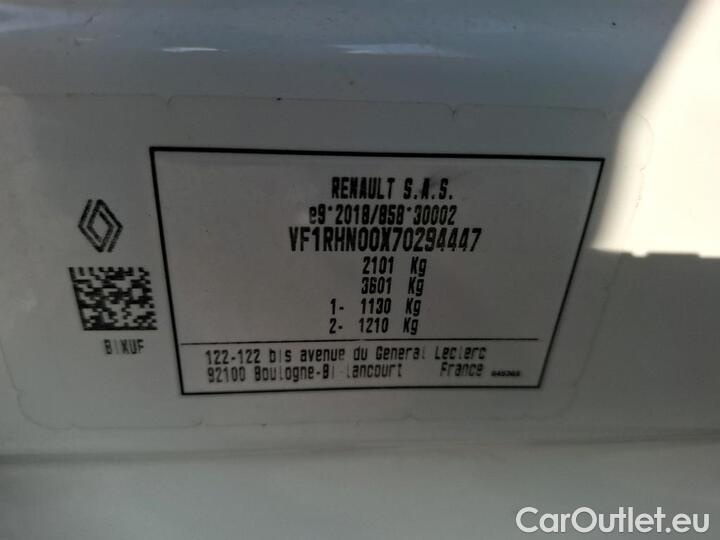 RENAULT S.A.S.
e9*2018/858*30002
VF1RHN00X70294447
2101 Kg
3601 Kg
1- 1130 Kg
2- 1210 Kg
122-122 bis avenue du General Leclerc
92100 Boulogne-Billancourt France
CarOutlet.eu